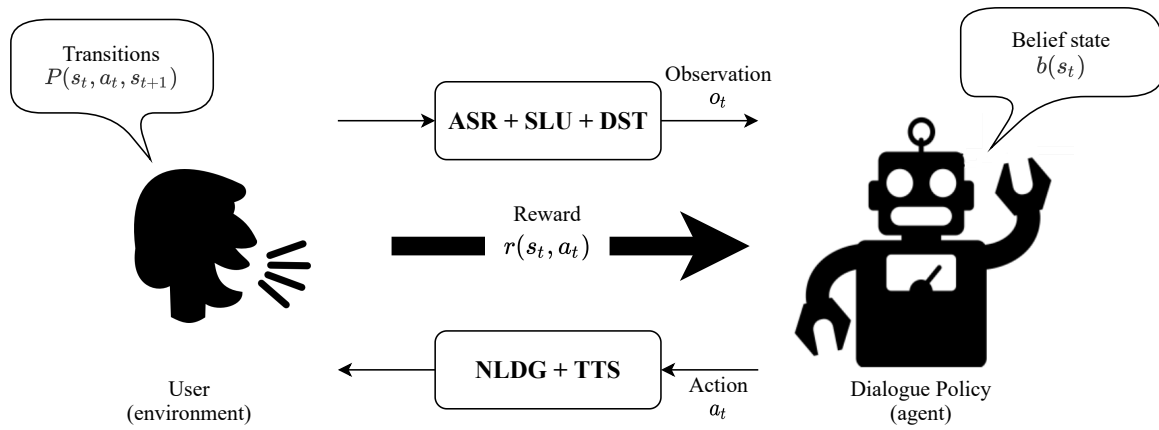 Transitions
P(s_t, a_t, s_{t+1})
Belief state
b(s_t)
Observation
o_t
ASR + SLU + DST
Reward
r(s_t, a_t)
NLDG + TTS
Action
a_t
User
(environment)
Dialogue Policy
(agent)